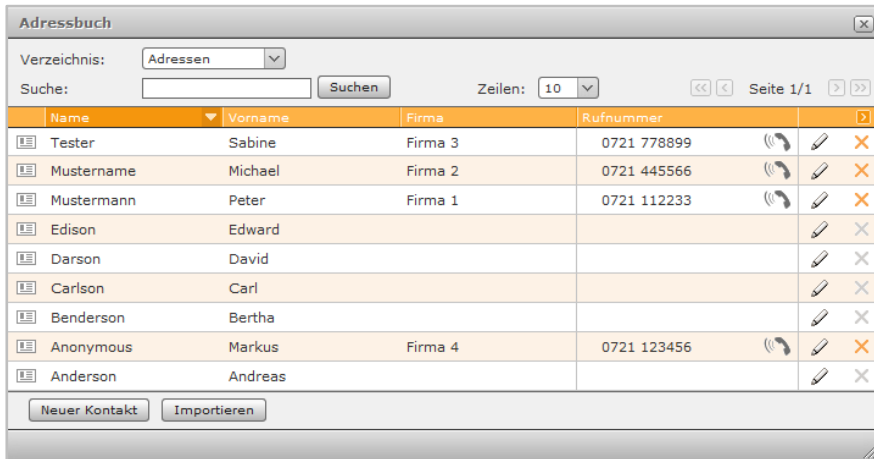 Adressbuch
Verzeichnis: Adressen
Suche: Suchen Zeilen: 10 << < Seite 1/1 > >>
Name Vorname Firma Rufnummer
Tester Sabine Firma 3 0721 778899
Mustername Michael Firma 2 0721 445566
Mustermann Peter Firma 1 0721 112233
Edison Edward
Darson David
Carlson Carl
Benderson Bertha
Anonymous Markus Firma 4 0721 123456
Anderson Andreas
Neuer Kontakt Importieren